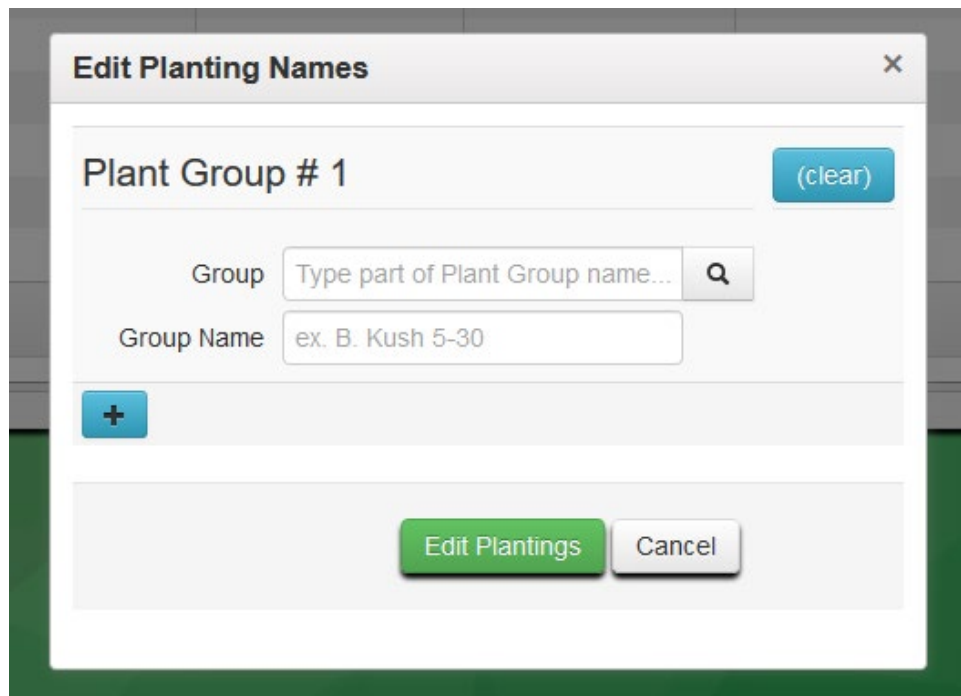 Edit Planting Names ×
Plant Group # 1 (clear)
Group Type part of Plant Group name...
Group Name ex. B. Kush 5-30
+
Edit Plantings Cancel